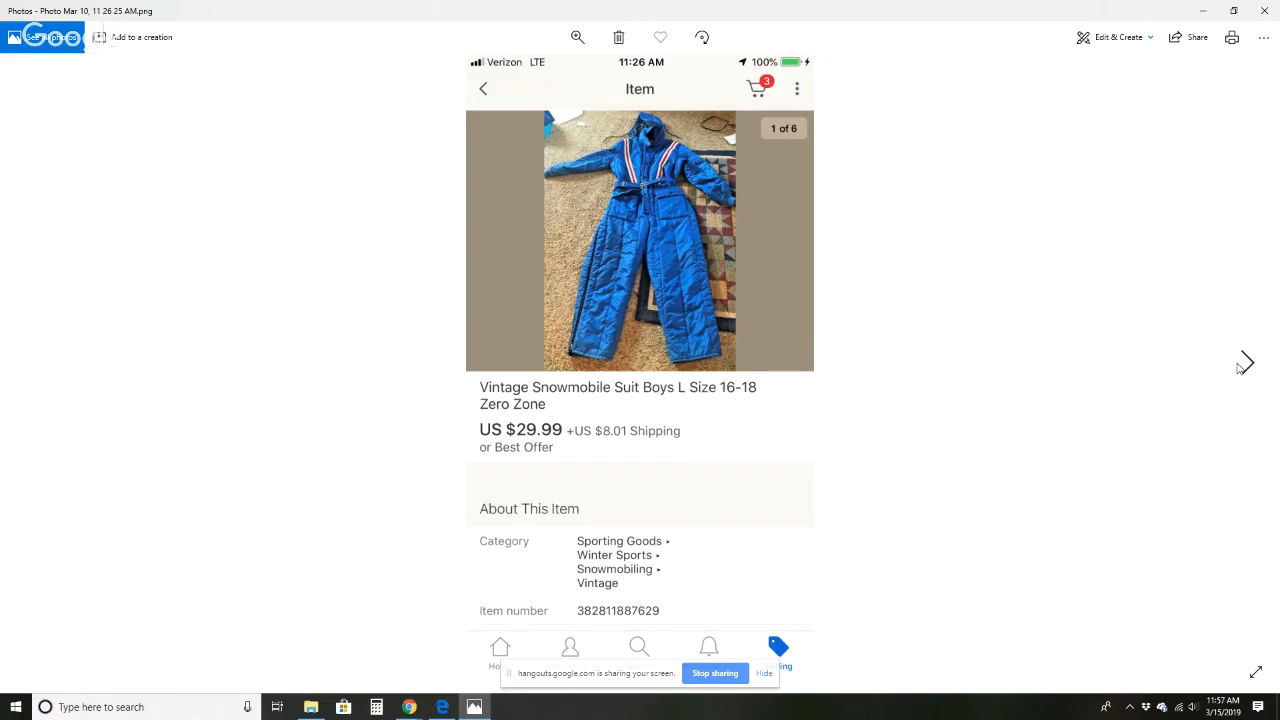 Photos - Photo Mar 10, 11 26 25 AM.png
Add to a creation
Edit & Create
Share
Verizon LTE
11:26 AM
100%
Item
3
1 of 6
Vintage Snowmobile Suit Boys L Size 16-18
Zero Zone
US $29.99 +US $8.01 Shipping
or Best Offer
About This Item
Category
Sporting Goods
Winter Sports
Snowmobiling
Vintage
Item number
382811887629
hangouts.google.com is sharing your screen.
Stop sharing
Hide
Type here to search
11:57 AM
3/15/2019